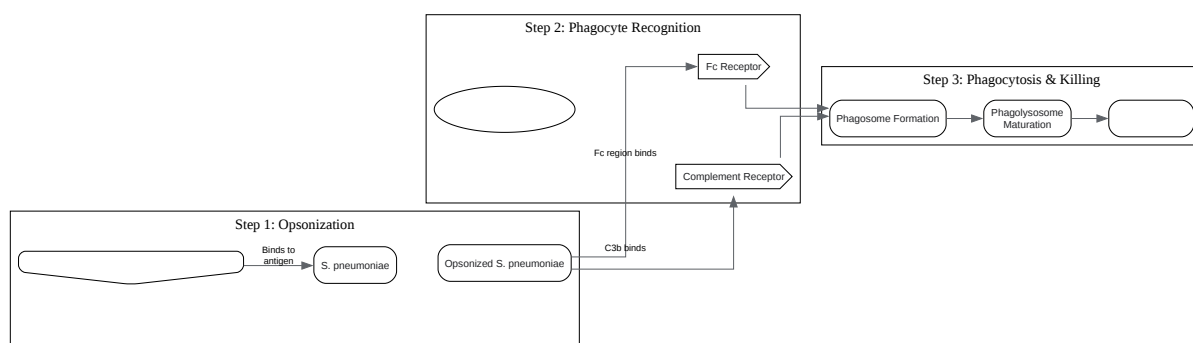 Step 2: Phagocyte Recognition
Fc Receptor
Fc region binds
Complement Receptor
Step 3: Phagocytosis & Killing
Phagosome Formation
Phagolysosome
Maturation
Step 1: Opsonization
Binds to
antigen
S. pneumoniae
Opsonized S. pneumoniae
C3b binds